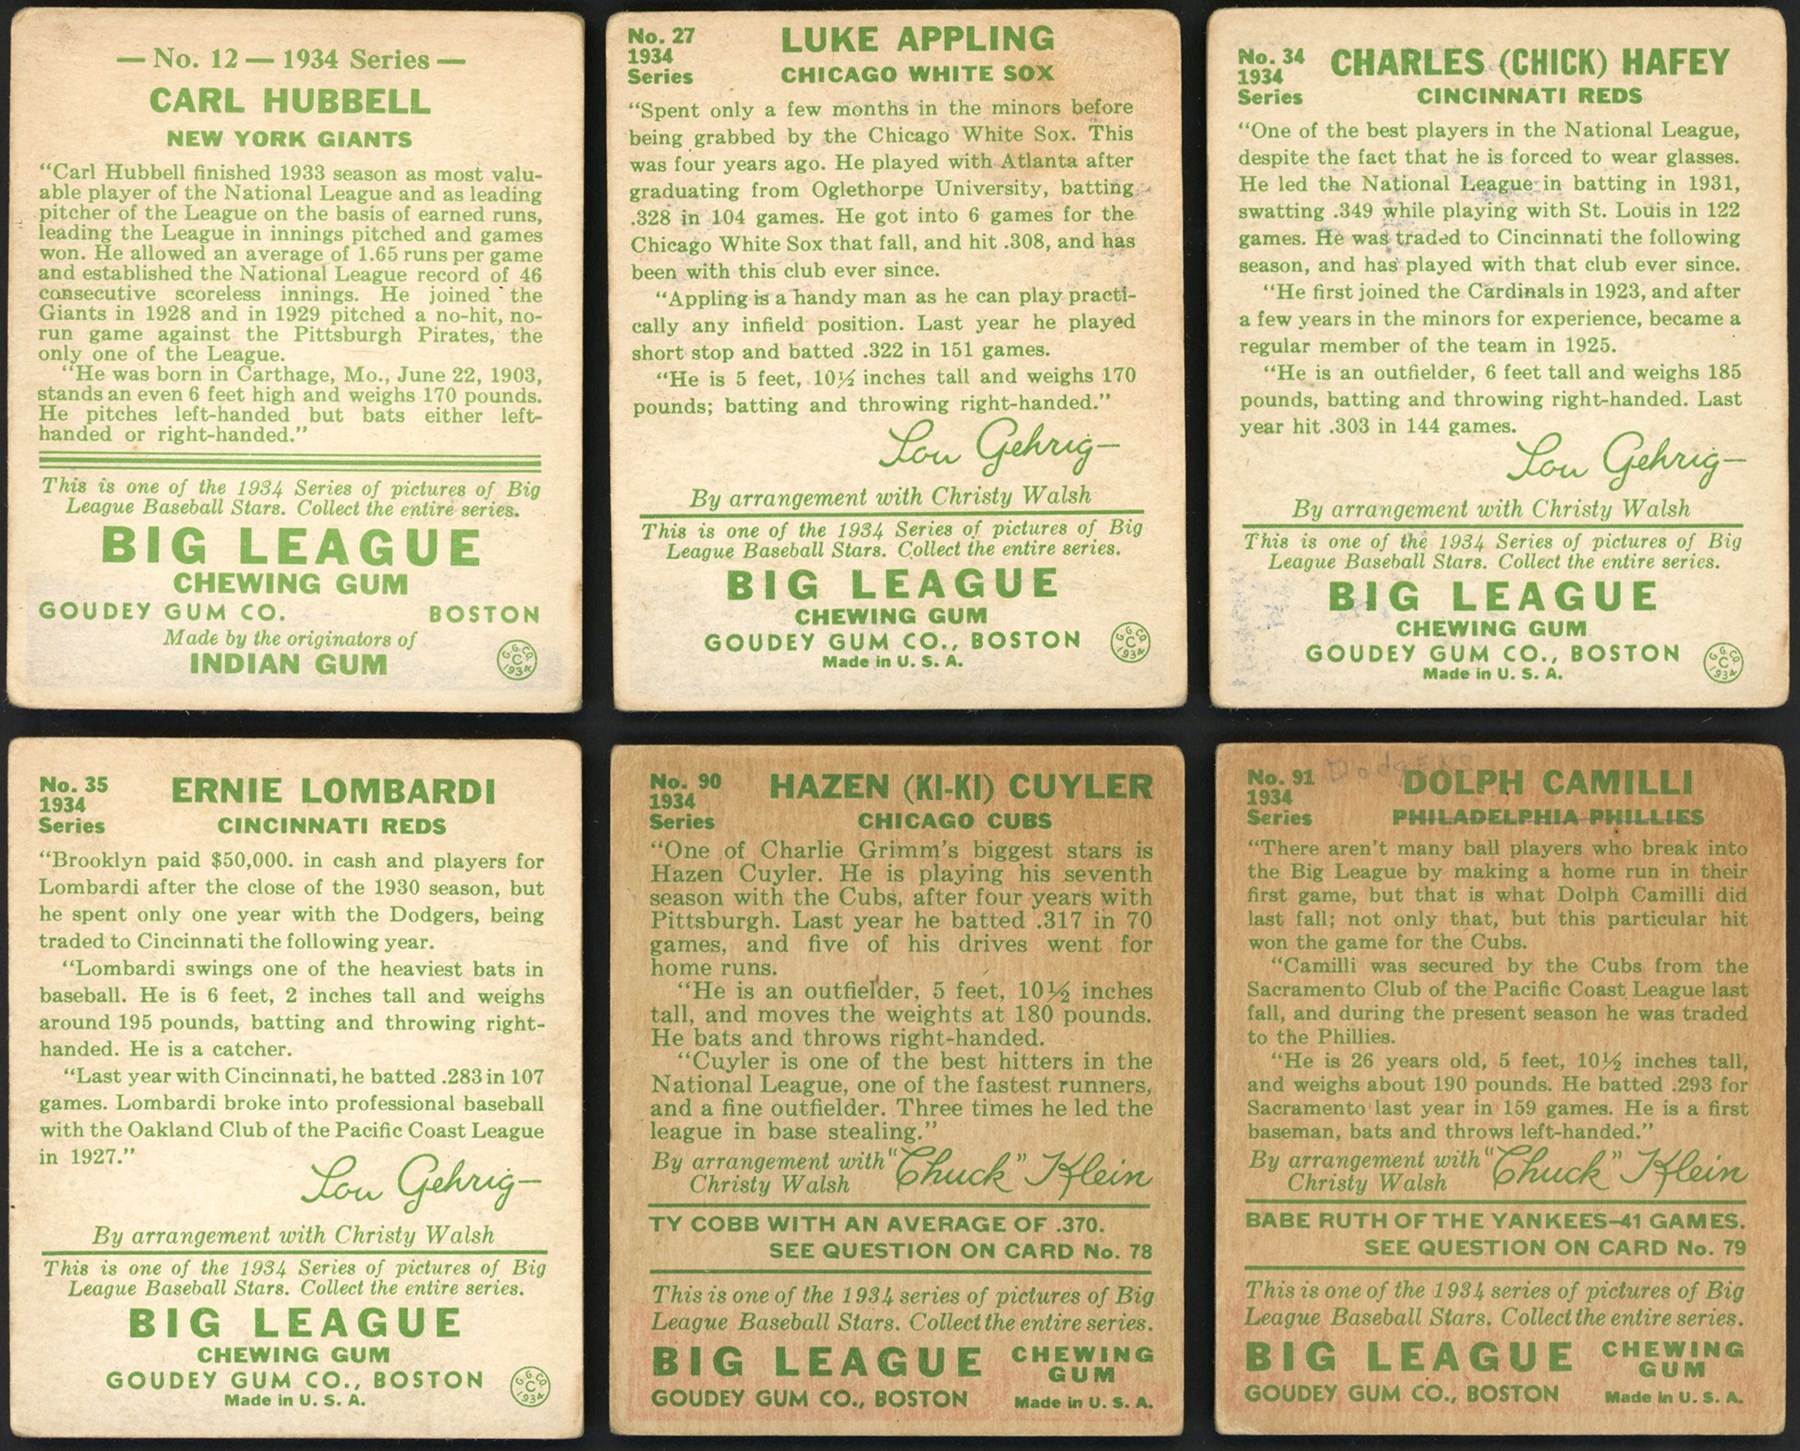 — No. 12 — 1934 Series —
CARL HUBBELL
NEW YORK GIANTS
“Carl Hubbell finished 1933 season as most valu-
able player of the National League and as leading
pitcher of the League on the basis of earned runs,
leading the League in innings pitched and games
won. He allowed an average of 1.65 runs per game
and established the National League record of 46
consecutive scoreless innings. He joined the
Giants in 1928 and in 1929 pitched a no-hit, no-
run game against the Pittsburgh Pirates, the
only one of the League.
“He was born in Carthage, Mo., June 22, 1903,
stands an even 6 feet high and weighs 170 pounds.
He pitches left-handed but bats either left-
handed or right-handed.”
This is one of the 1934 Series of pictures of Big
League Baseball Stars. Collect the entire series.
BIG LEAGUE
CHEWING GUM
GOUDEY GUM CO. BOSTON
Made by the originators of
INDIAN GUM
G.G.CO.
C
1934
No. 27
1934
Series
LUKE APPLING
CHICAGO WHITE SOX
“Spent only a few months in the minors before
being grabbed by the Chicago White Sox. This
was four years ago. He played with Atlanta after
graduating from Oglethorpe University, batting
.328 in 104 games. He got into 6 games for the
Chicago White Sox that fall, and hit .308, and has
been with this club ever since.
“Appling is a handy man as he can play practi-
cally any infield position. Last year he played
short stop and batted .322 in 151 games.
“He is 5 feet, 10½ inches tall and weighs 170
pounds; batting and throwing right-handed.”
Lou Gehrig—
By arrangement with Christy Walsh
This is one of the 1934 Series of pictures of Big
League Baseball Stars. Collect the entire series.
BIG LEAGUE
CHEWING GUM
GOUDEY GUM CO., BOSTON
Made in U. S. A.
G.G.CO.
C
1934
No. 34
1934
Series
CHARLES (CHICK) HAFEY
CINCINNATI REDS
“One of the best players in the National League,
despite the fact that he is forced to wear glasses.
He led the National League in batting in 1931,
swatting .349 while playing with St. Louis in 122
games. He was traded to Cincinnati the following
season, and has played with that club ever since.
“He first joined the Cardinals in 1923, and after
a few years in the minors for experience, became a
regular member of the team in 1925.
“He is an outfielder, 6 feet tall and weighs 185
pounds, batting and throwing right-handed. Last
year hit .303 in 144 games.
Lou Gehrig—
By arrangement with Christy Walsh
This is one of the 1934 Series of pictures of Big
League Baseball Stars. Collect the entire series.
BIG LEAGUE
CHEWING GUM
GOUDEY GUM CO., BOSTON
Made in U. S. A.
G.G.CO.
C
1934
No. 35
1934
Series
ERNIE LOMBARDI
CINCINNATI REDS
“Brooklyn paid $50,000. in cash and players for
Lombardi after the close of the 1930 season, but
he spent only one year with the Dodgers, being
traded to Cincinnati the following year.
“Lombardi swings one of the heaviest bats in
baseball. He is 6 feet, 2 inches tall and weighs
around 195 pounds, batting and throwing right-
handed. He is a catcher.
“Last year with Cincinnati, he batted .283 in 107
games. Lombardi broke into professional baseball
with the Oakland Club of the Pacific Coast League
in 1927.”
Lou Gehrig—
By arrangement with Christy Walsh
This is one of the 1934 Series of pictures of Big
League Baseball Stars. Collect the entire series.
BIG LEAGUE
CHEWING GUM
GOUDEY GUM CO., BOSTON
Made in U. S. A.
G.G.CO.
C
1934
No. 90
1934
Series
HAZEN (KI-KI) CUYLER
CHICAGO CUBS
“One of Charlie Grimm’s biggest stars is
Hazen Cuyler. He is playing his seventh
season with the Cubs, after four years with
Pittsburgh. Last year he batted .317 in 70
games, and five of his drives went for
home runs.
“He is an outfielder, 5 feet, 10½ inches
tall, and moves the weights at 180 pounds.
He bats and throws right-handed.
“Cuyler is one of the best hitters in the
National League, one of the fastest runners,
and a fine outfielder. Three times he led the
league in base stealing.”
By arrangement with
Christy Walsh
“Chuck” Klein
TY COBB WITH AN AVERAGE OF .370.
SEE QUESTION ON CARD No. 78
This is one of the 1934 series of pictures of Big
League Baseball Stars. Collect the entire series.
BIG LEAGUE CHEWING GUM
GOUDEY GUM CO., BOSTON Made in U. S. A.
No. 91
1934
Series
Dodgers
DOLPH CAMILLI
PHILADELPHIA PHILLIES
“There aren’t many ball players who break into
the Big League by making a home run in their
first game, but that is what Dolph Camilli did
last fall; not only that, but this particular hit
won the game for the Cubs.
“Camilli was secured by the Cubs from the
Sacramento Club of the Pacific Coast League last
fall, and during the present season he was traded
to the Phillies.
“He is 26 years old, 5 feet, 10½ inches tall,
and weighs about 190 pounds. He batted .293 for
Sacramento last year in 159 games. He is a first
baseman, bats and throws left-handed.”
By arrangement with
Christy Walsh
“Chuck” Klein
BABE RUTH OF THE YANKEES—41 GAMES.
SEE QUESTION ON CARD No. 79
This is one of the 1934 series of pictures of Big
League Baseball Stars. Collect the entire series.
BIG LEAGUE CHEWING GUM
GOUDEY GUM CO., BOSTON Made in U. S. A.